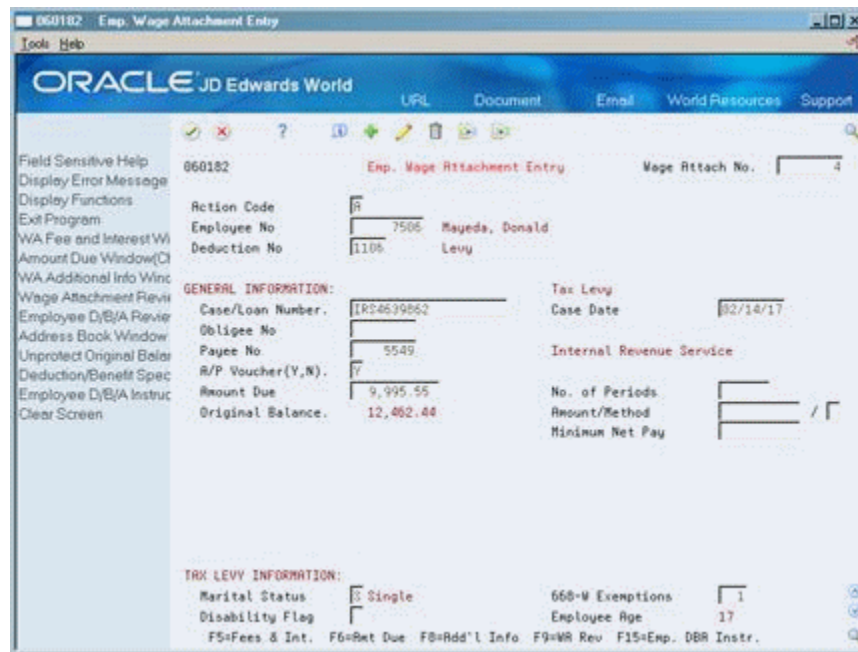 060182 Emp. Wage Attachment Entry
Tools Help
ORACLE JD Edwards World
URL Document Email World Resources Support
Field Sensitive Help
Display Error Message
Display Functions
Exit Program
WA Fee and Interest Wi
Amount Due Window(Cl
WA Additional Info Winc
Wage Attachment Revie
Employee D/B/A Review
Address Book Window
Unprotect Original Balar
Deduction/Benefit Spec
Employee D/B/A Instruc
Clear Screen
060182 Emp. Wage Attachment Entry Wage Attach No. 4
Action Code A
Employee No 7506 Mayeda, Donald
Deduction No 1106 Levy
GENERAL INFORMATION: Tax Levy
Case/Loan Number. IRS4639862 Case Date 02/14/17
Obligee No
Payee No 5549 Internal Revenue Service
A/P Voucher(Y,N). Y
Amount Due 9,995.55 No. of Periods
Original Balance. 12,462.44 Amount/Method /
Minimum Net Pay
TAX LEVY INFORMATION:
Marital Status S Single 668-W Exemptions 1
Disability Flag Employee Age 17
F5=Fees & Int. F6=Amt Due F8=Add'l Info F9=WA Rev F15=Emp. DBA Instr.